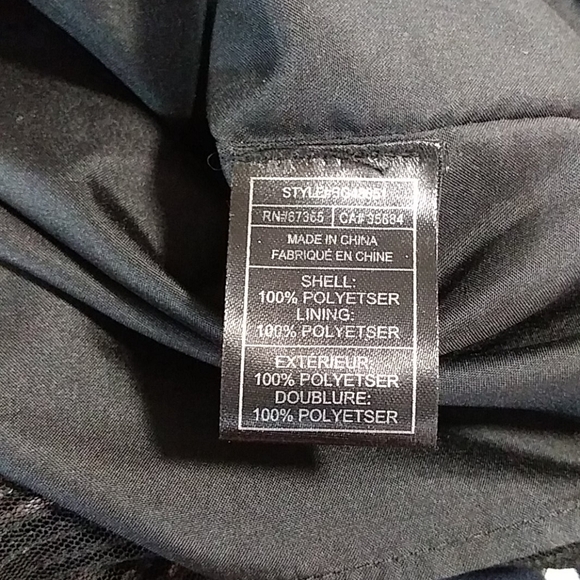 RN#67365 CA# 35684
MADE IN CHINA
FABRIQUÉ EN CHINE
SHELL:
100% POLYETSER
LINING:
100% POLYETSER
EXTERIEUR:
100% POLYETSER
DOUBLURE:
100% POLYETSER